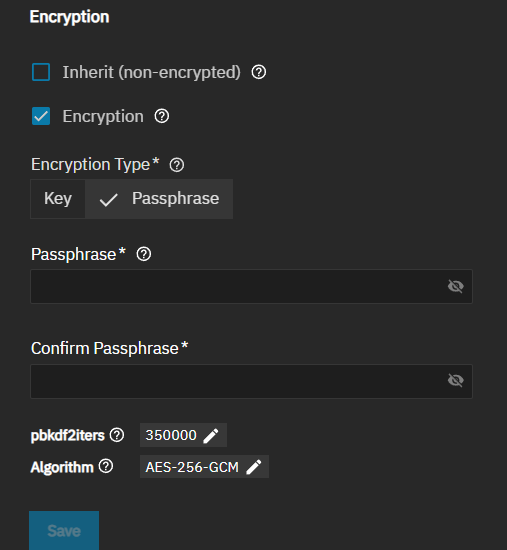 Encryption
Inherit (non-encrypted)
Encryption
Encryption Type*
Key Passphrase
Passphrase*
Confirm Passphrase*
pbkdf2iters 350000
Algorithm AES-256-GCM
Save